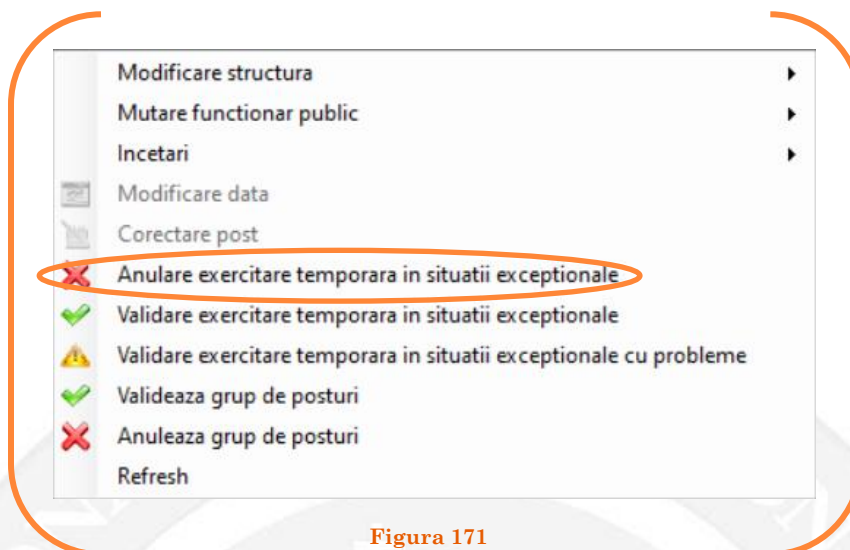 Modificare structura
Mutare functionar public
Incetari
Modificare data
Corectare post
Anulare exercitare temporara in situatii exceptionale
Validare exercitare temporara in situatii exceptionale
Validare exercitare temporara in situatii exceptionale cu probleme
Valideaza grup de posturi
Anuleaza grup de posturi
Refresh
Figura 171